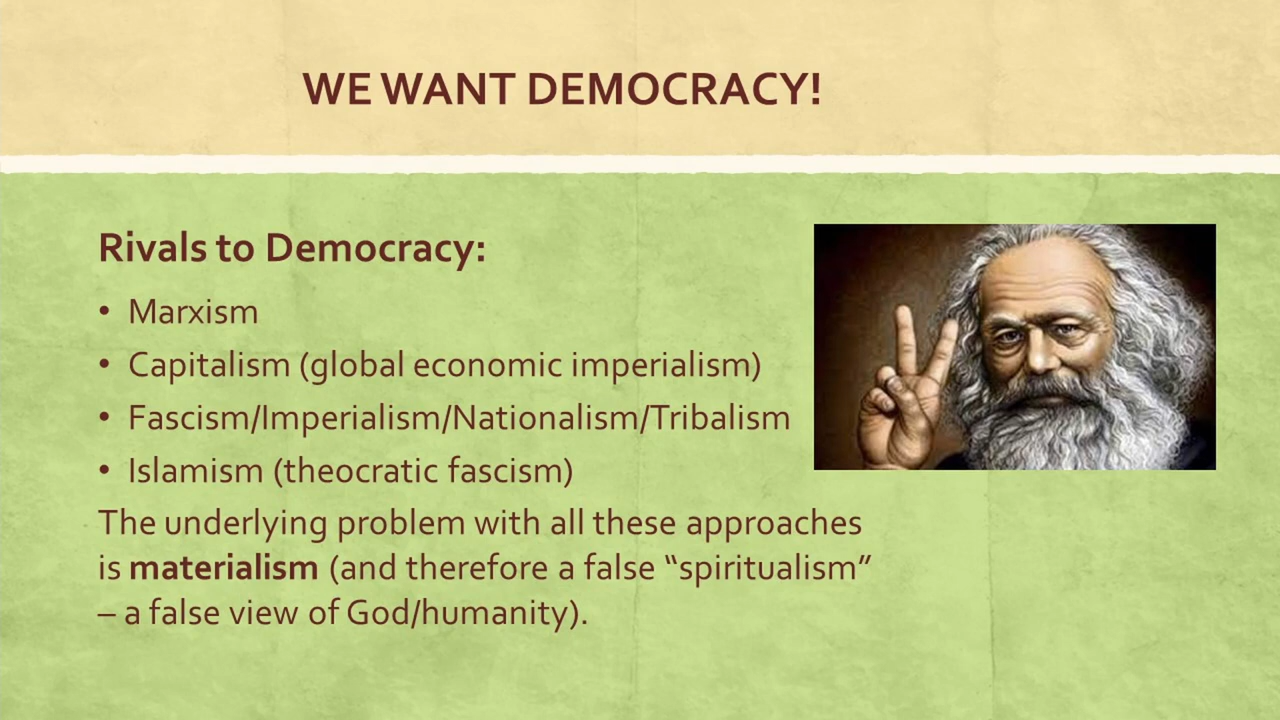 WE WANT DEMOCRACY!
Rivals to Democracy:
• Marxism
• Capitalism (global economic imperialism)
• Fascism/Imperialism/Nationalism/Tribalism
• Islamism (theocratic fascism)
The underlying problem with all these approaches
is materialism (and therefore a false “spiritualism”
– a false view of God/humanity).